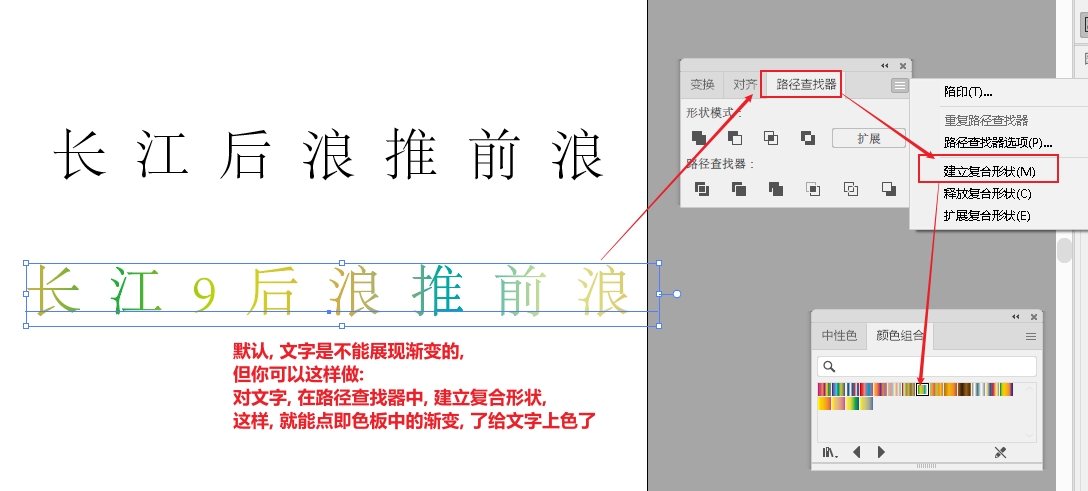 长江后浪推前浪
长江9后浪推前浪
默认, 文字是不能展现渐变的,
但你可以这样做:
对文字, 在路径查找器中, 建立复合形状,
这样, 就能点即色板中的渐变, 了给文字上色了
变换 对齐 路径查找器
形状模式：
扩展
路径查找器：
陷印(T)...
重复路径查找器
路径查找器选项(P)...
建立复合形状(M)
释放复合形状(C)
扩展复合形状(E)
中性色 颜色组合